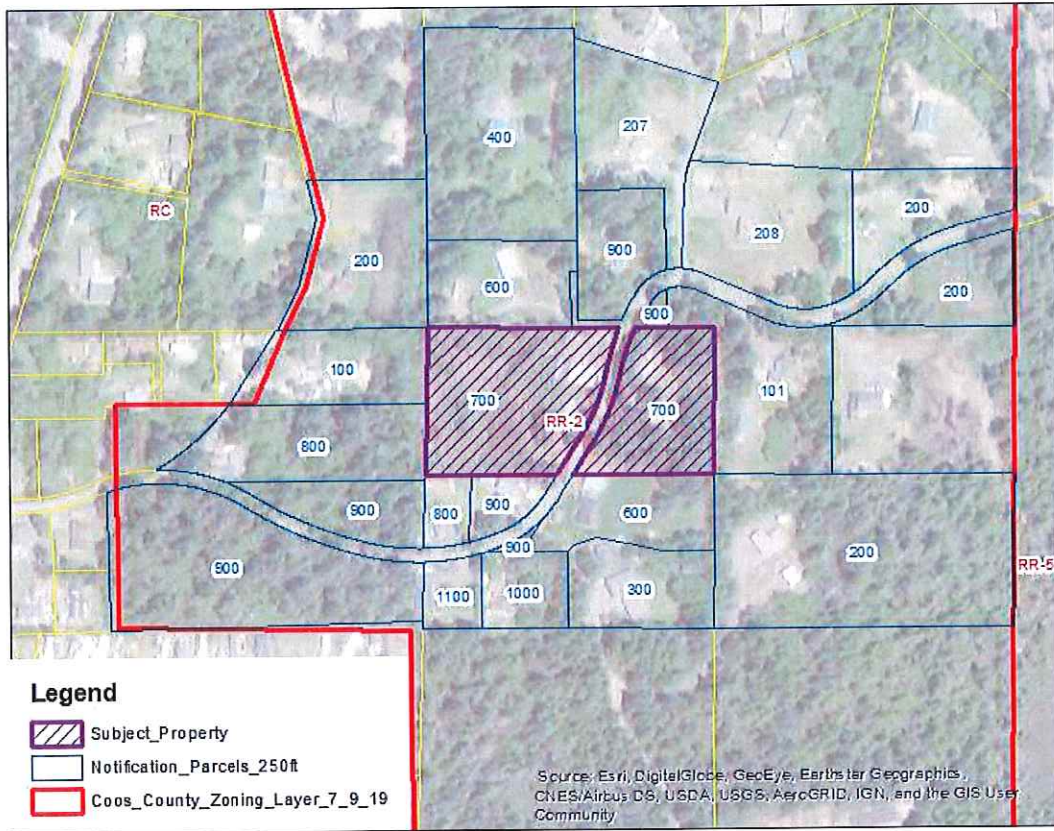 400
207
RC
200
208
200
900
200
600
900
100
700
RR-2
700
101
800
900
800
900
600
900
200
RR-5
900
1100
1000
300
Legend
Subject_Property
Notification_Parcels_250ft
Coos_County_Zoning_Layer_7_9_19
Source: Esri, DigitalGlobe, GeoEye, Earthstar Geographics,
CNES/Airbus DS, USDA, USGS, AeroGRID, IGN, and the GIS User
Community